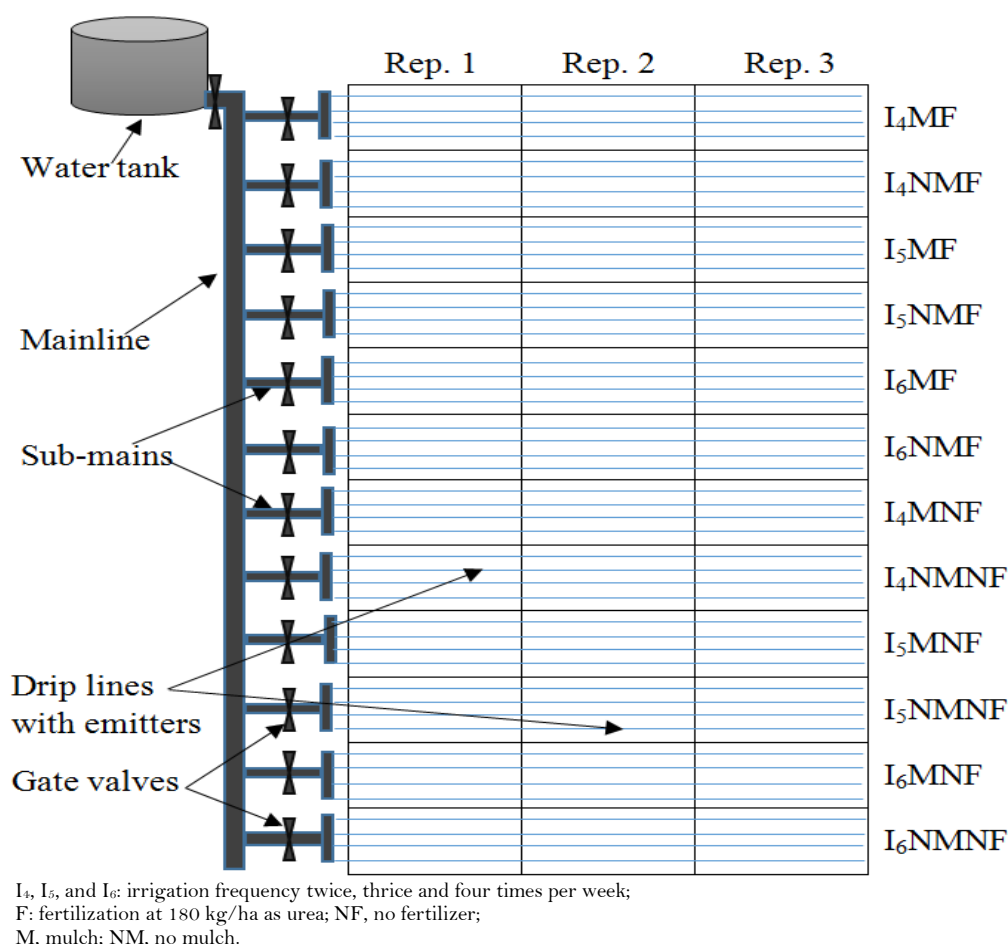 Rep. 1 Rep. 2 Rep. 3
I₄MF
Water tank
I₄NMF
I₅MF
I₅NMF
Mainline
I₆MF
Sub-mains
I₆NMF
I₄MNF
I₄NMNF
I₅MNF
Drip lines
with emitters
I₅NMNF
Gate valves
I₆MNF
I₆NMNF
I₄, I₅, and I₆: irrigation frequency twice, thrice and four times per week;
F: fertilization at 180 kg/ha as urea; NF, no fertilizer;
M, mulch; NM, no mulch.